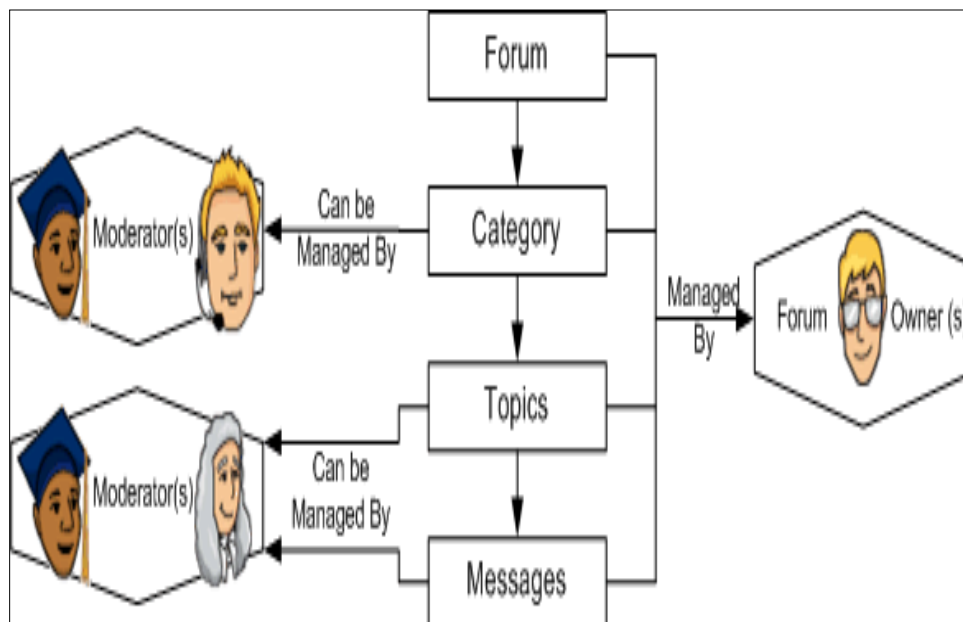 Forum
Can be
Managed By
Moderator(s)
Category
Managed
By
Forum Owner (s)
Topics
Can be
Managed By
Moderator(s)
Messages